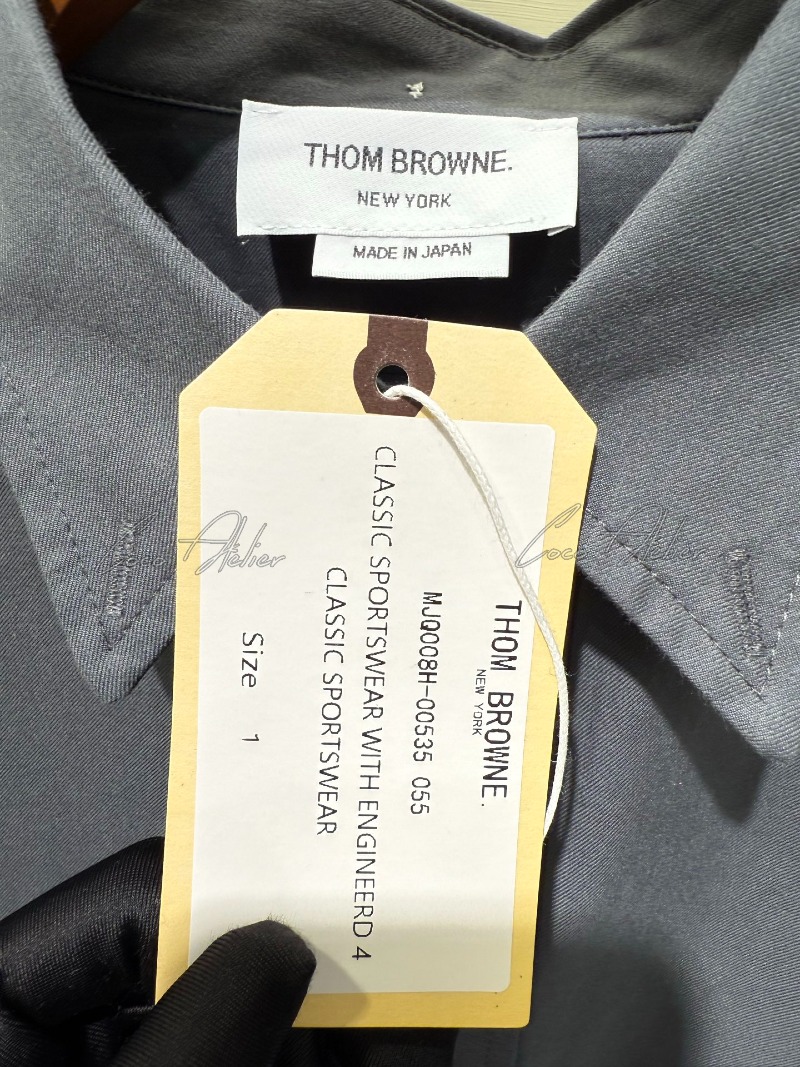 THOM BROWNE.
NEW YORK
MADE IN JAPAN
THOM BROWNE.
NEW YORK
MJQ008H-00535 055
CLASSIC SPORTSWEAR WITH ENGINEERD 4
CLASSIC SPORTSWEAR
Size 1
Atelier